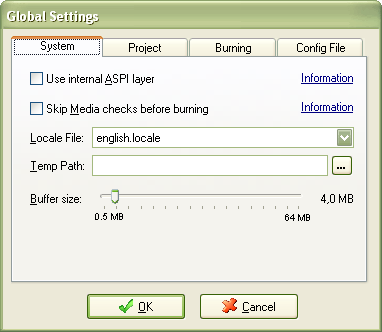 Global Settings
System Project Burning Config File
Use internal ASPI layer Information
Skip Media checks before burning Information
Locale File: english.locale
Temp Path: ...
Buffer size: 4,0 MB
0.5 MB 64 MB
OK Cancel